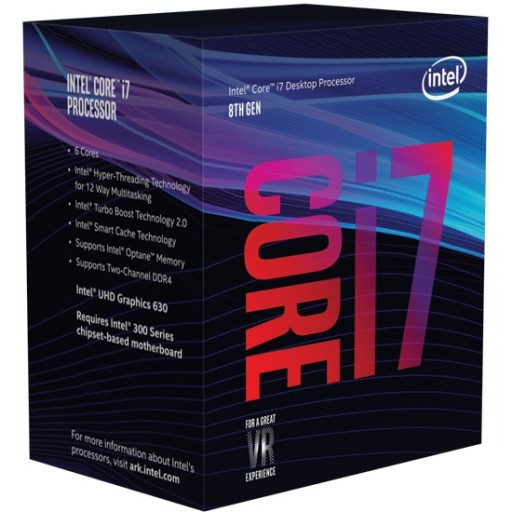 INTEL® CORE™ i7
PROCESSOR
• 6 Cores
• Intel® Hyper-Threading Technology
for 12 Way Multitasking
• Intel® Turbo Boost Technology 2.0
• Intel® Smart Cache Technology
• Supports Intel® Optane™ Memory
• Supports Two-Channel DDR4
Intel® UHD Graphics 630
Requires Intel® 300 Series
chipset-based motherboard
For more information about Intel's
processors, visit ark.intel.com
Intel® Core™ i7 Desktop Processor
8TH GEN
intel®
CORE i7
FOR A GREAT
VR
EXPERIENCE